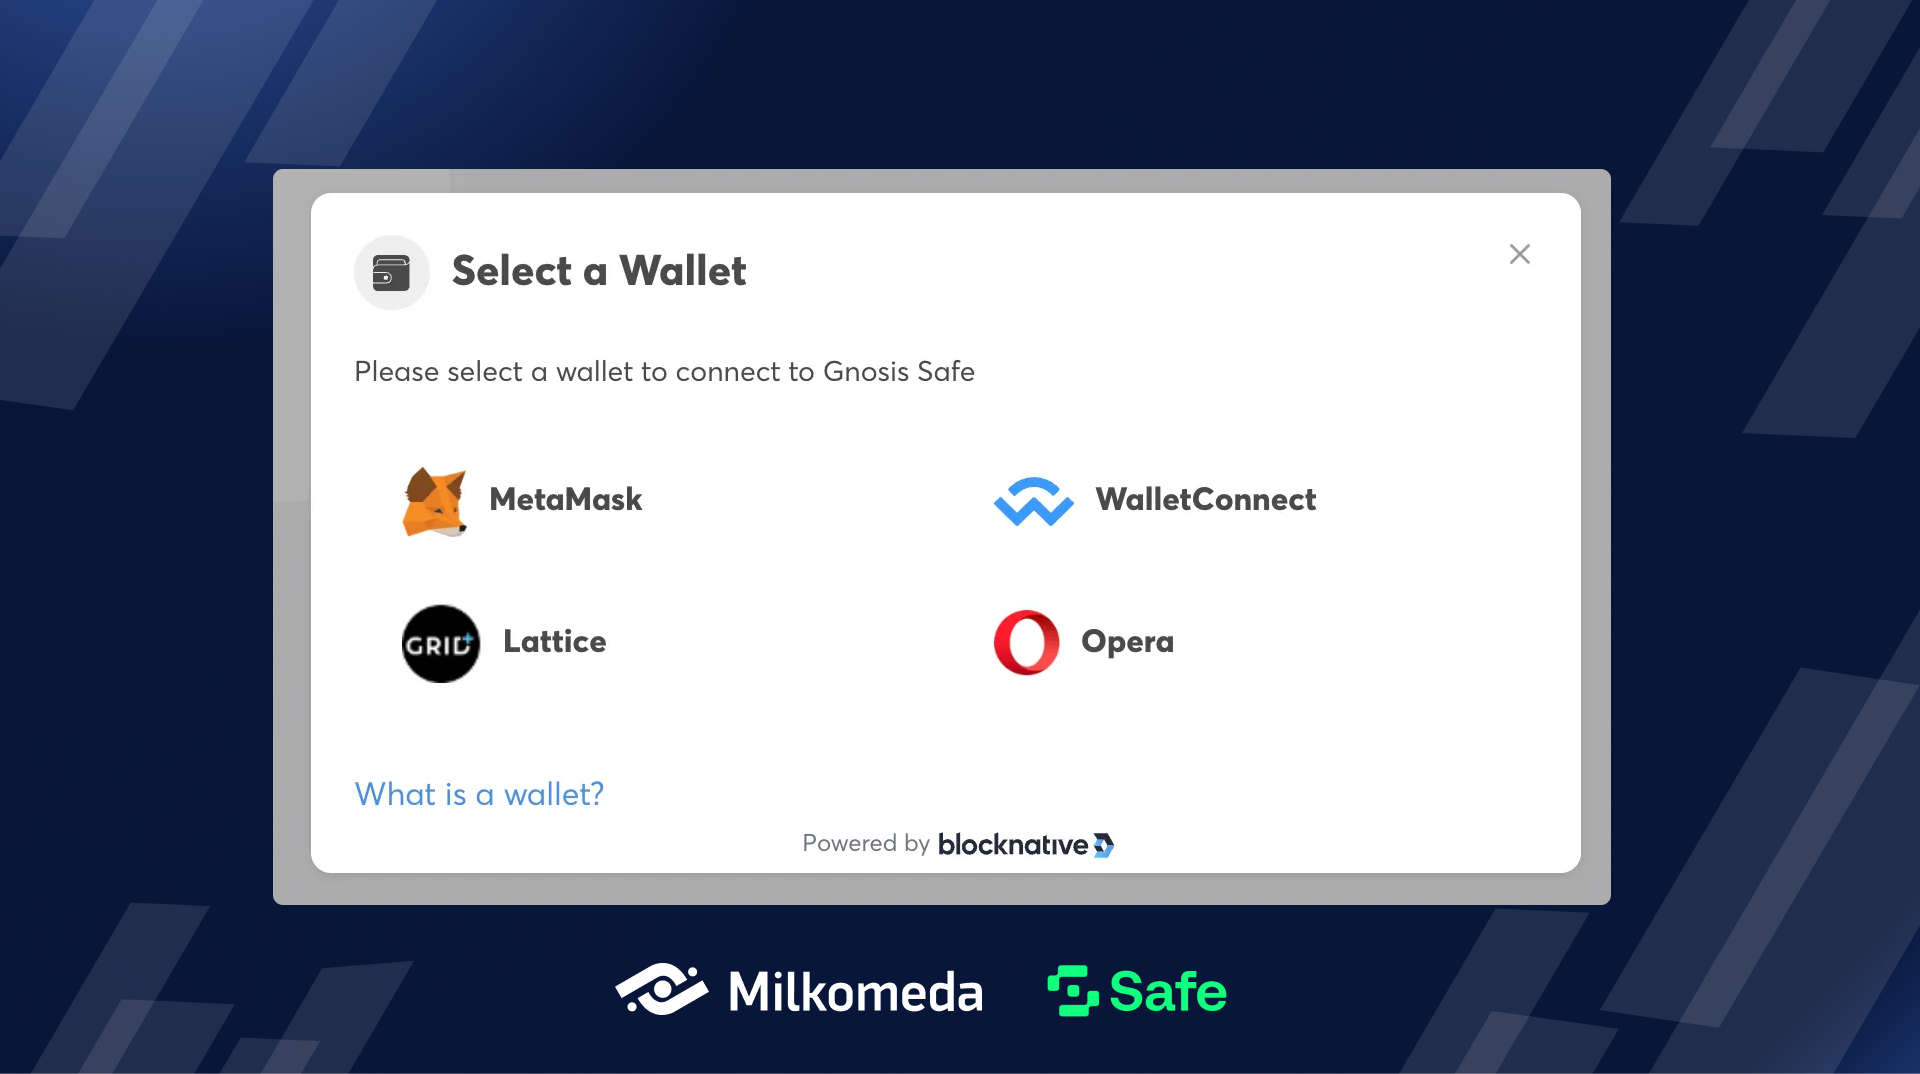 Select a Wallet
Please select a wallet to connect to Gnosis Safe
MetaMask
WalletConnect
GRID+ Lattice
Opera
What is a wallet?
Powered by blocknative
Milkomeda
Safe